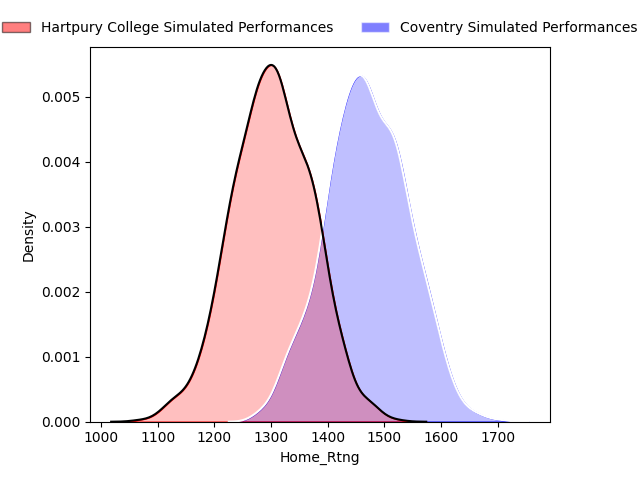 Hartpury College Simulated Performances
Coventry Simulated Performances
0.005
0.004
0.003
0.002
0.001
0.000
Density
1000 1100 1200 1300 1400 1500 1600 1700
Home_Rtng